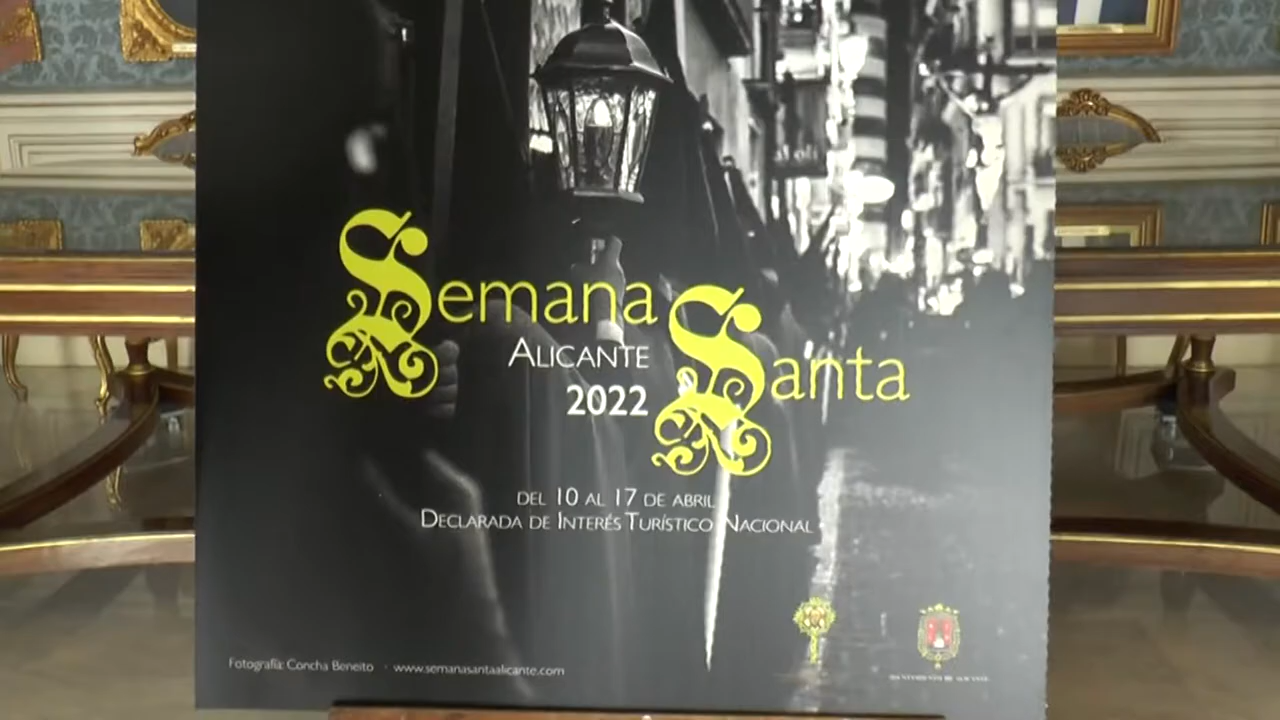 Semana Santa
ALICANTE
2022
DEL 10 AL 17 DE ABRIL
DECLARADA DE INTERÉS TURÍSTICO NACIONAL
Fotografía: Concha Beneito · www.semanasantaalicante.com